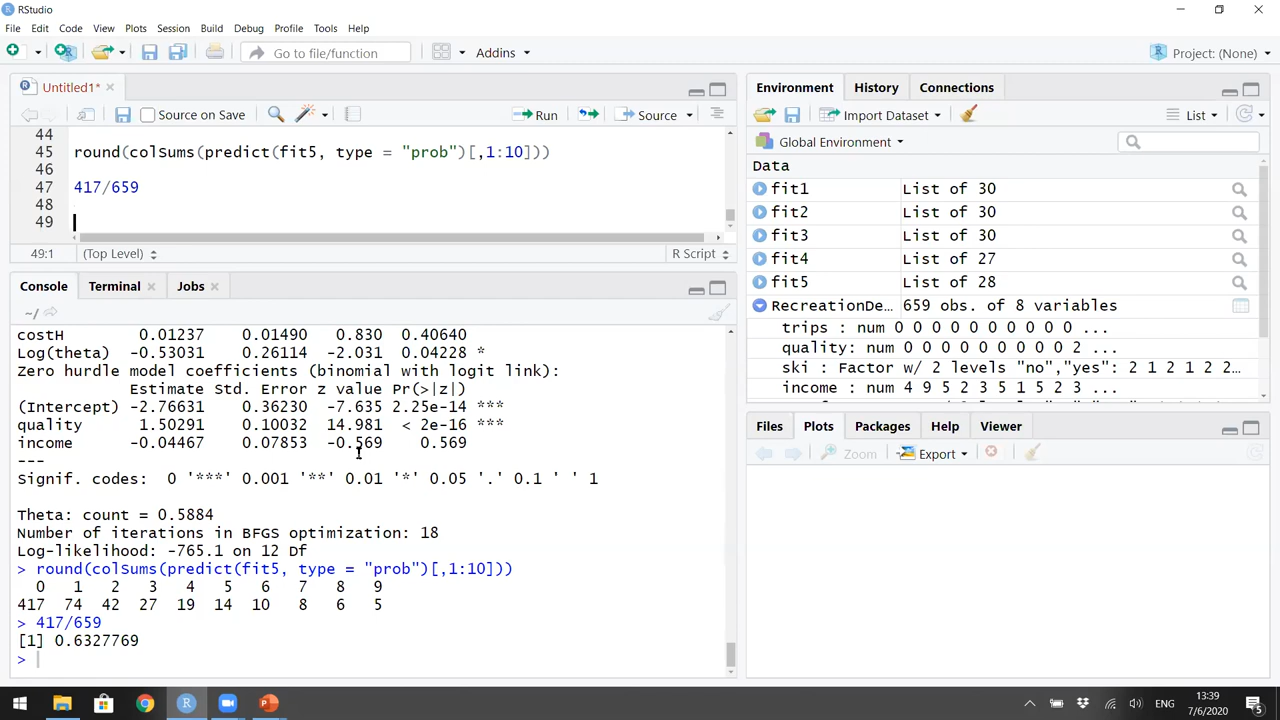 RStudio
File Edit Code View Plots Session Build Debug Profile Tools Help
Go to file/function Addins Project: (None)
Untitled1*
Source on Save Run Source
44
45 round(colSums(predict(fit5, type = "prob")[,1:10]))
46
47 417/659
48
49
49:1 (Top Level) R Script
Console Terminal Jobs
~/
costH 0.01237 0.01490 0.830 0.40640
Log(theta) -0.53031 0.26114 -2.031 0.04228 *
Zero hurdle model coefficients (binomial with logit link):
Estimate Std. Error z value Pr(>|z|)
(Intercept) -2.76631 0.36230 -7.635 2.25e-14 ***
quality 1.50291 0.10032 14.981 < 2e-16 ***
income -0.04467 0.07853 -0.569 0.569
---
Signif. codes: 0 '***' 0.001 '**' 0.01 '*' 0.05 '.' 0.1 ' ' 1
Theta: count = 0.5884
Number of iterations in BFGS optimization: 18
Log-likelihood: -765.1 on 12 Df
> round(colSums(predict(fit5, type = "prob")[,1:10]))
0 1 2 3 4 5 6 7 8 9
417 74 42 27 19 14 10 8 6 5
> 417/659
[1] 0.6327769
>
Environment History Connections
Import Dataset List
Global Environment
Data
fit1 List of 30
fit2 List of 30
fit3 List of 30
fit4 List of 27
fit5 List of 28
RecreationDe… 659 obs. of 8 variables
trips : num 0 0 0 0 0 0 0 0 0 0 ...
quality: num 0 0 0 0 0 0 0 0 0 2 ...
ski : Factor w/ 2 levels "no","yes": 2 1 2 1 2 2…
income : num 4 9 5 2 3 5 1 5 2 3 ...
Files Plots Packages Help Viewer
Zoom Export
ENG
13:39
7/6/2020
5